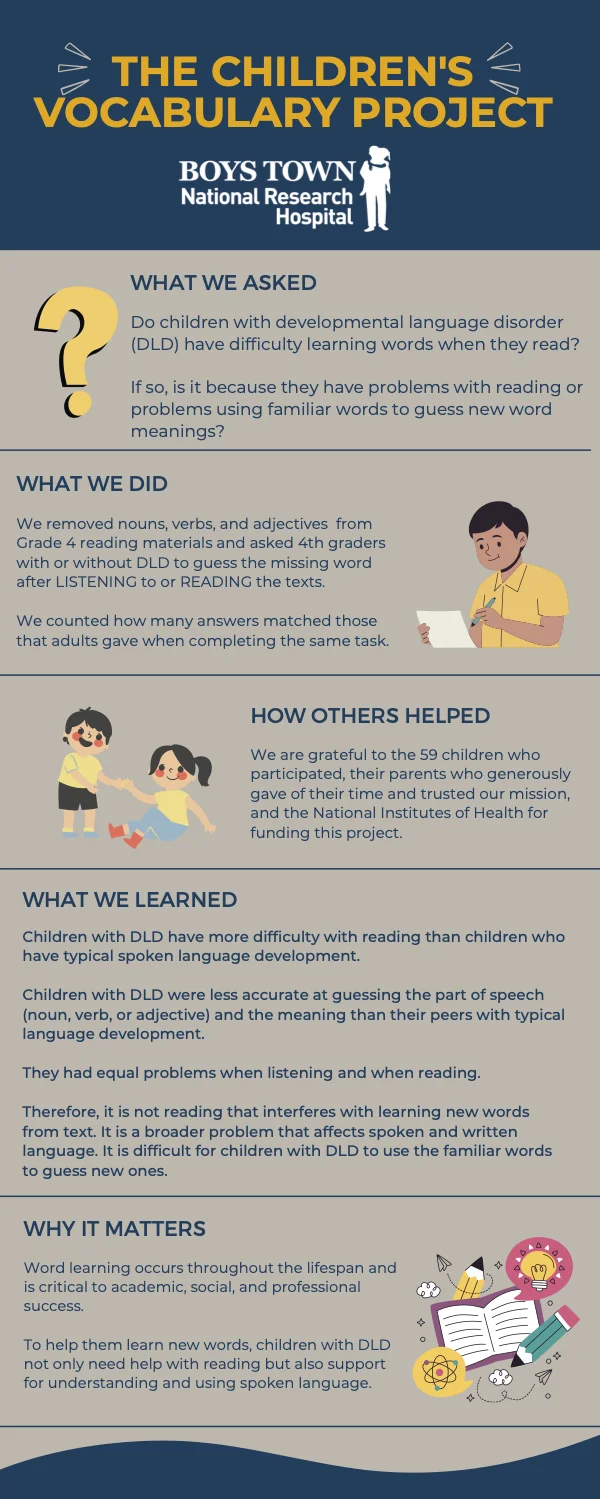 THE CHILDREN'S
VOCABULARY PROJECT
BOYS TOWN
National Research
Hospital
WHAT WE ASKED
Do children with developmental language disorder
(DLD) have difficulty learning words when they read?
If so, is it because they have problems with reading or
problems using familiar words to guess new word
meanings?
WHAT WE DID
We removed nouns, verbs, and adjectives from
Grade 4 reading materials and asked 4th graders
with or without DLD to guess the missing word
after LISTENING to or READING the texts.
We counted how many answers matched those
that adults gave when completing the same task.
HOW OTHERS HELPED
We are grateful to the 59 children who
participated, their parents who generously
gave of their time and trusted our mission,
and the National Institutes of Health for
funding this project.
WHAT WE LEARNED
Children with DLD have more difficulty with reading than children who
have typical spoken language development.
Children with DLD were less accurate at guessing the part of speech
(noun, verb, or adjective) and the meaning than their peers with typical
language development.
They had equal problems when listening and when reading.
Therefore, it is not reading that interferes with learning new words
from text. It is a broader problem that affects spoken and written
language. It is difficult for children with DLD to use the familiar words
to guess new ones.
WHY IT MATTERS
Word learning occurs throughout the lifespan and
is critical to academic, social, and professional
success.
To help them learn new words, children with DLD
not only need help with reading but also support
for understanding and using spoken language.